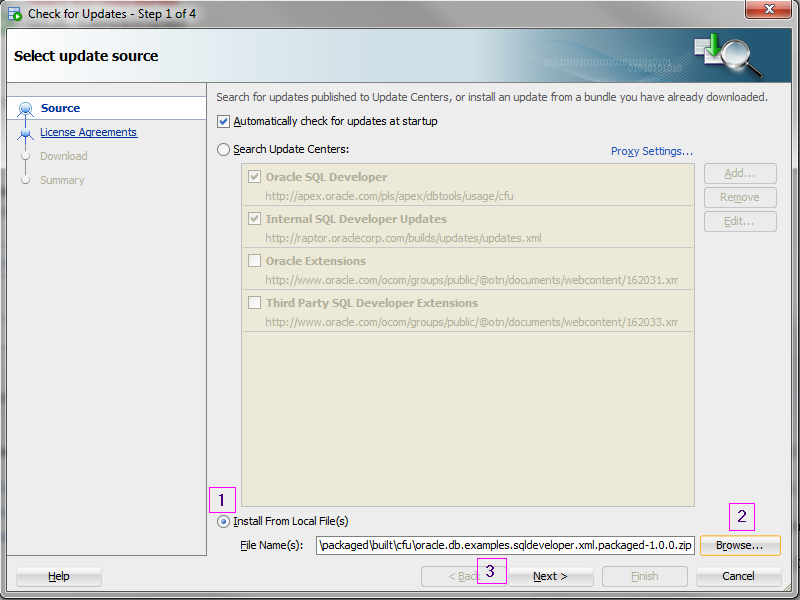 Check for Updates - Step 1 of 4
Select update source
01010101010101010101010101
01010101010
Source
License Agreements
Download
Summary
Search for updates published to Update Centers, or install an update from a bundle you have already downloaded.
Automatically check for updates at startup
Search Update Centers:
Proxy Settings...
Oracle SQL Developer
http://apex.oracle.com/pls/apex/dbtools/usage/cfu
Internal SQL Developer Updates
http://raptor.oraclecorp.com/builds/updates/updates.xml
Oracle Extensions
http://www.oracle.com/ocom/groups/public/@otn/documents/webcontent/162031.xm
Third Party SQL Developer Extensions
http://www.oracle.com/ocom/groups/public/@otn/documents/webcontent/162033.xm
Add...
Remove
Edit...
1
Install From Local File(s)
2
File Name(s): \packaged\built\cfu\oracle.db.examples.sqldeveloper.xml.packaged-1.0.0.zip Browse...
Help
< Back
3
Next >
Finish
Cancel